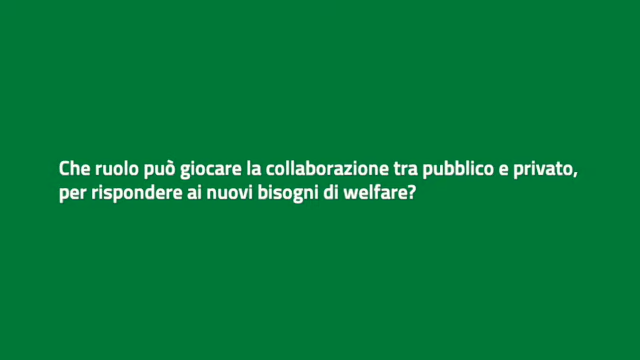 Che ruolo può giocare la collaborazione tra pubblico e privato,
per rispondere ai nuovi bisogni di welfare?